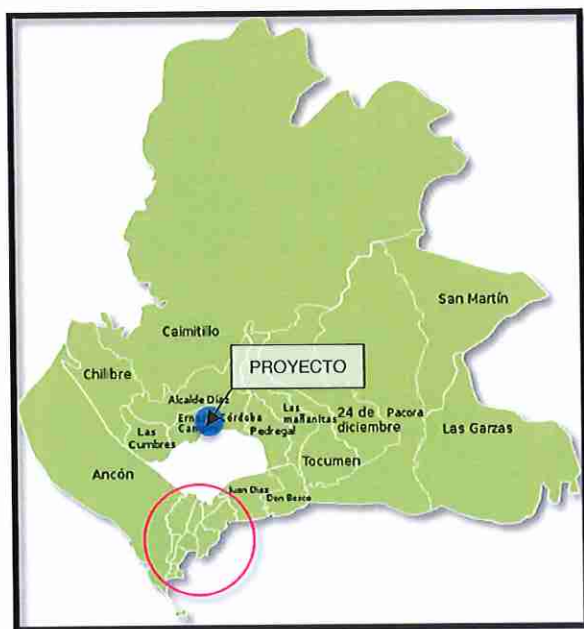 San Martín
Caimitillo
Chilibre
PROYECTO
Alcalde Díaz
Las
mañanitas
24 de
diciembre
Pacora
Córdoba
Pedregal
Las
Cumbres
Las Garzas
Tocumen
Ancón
Juan Díaz
Don Bosco